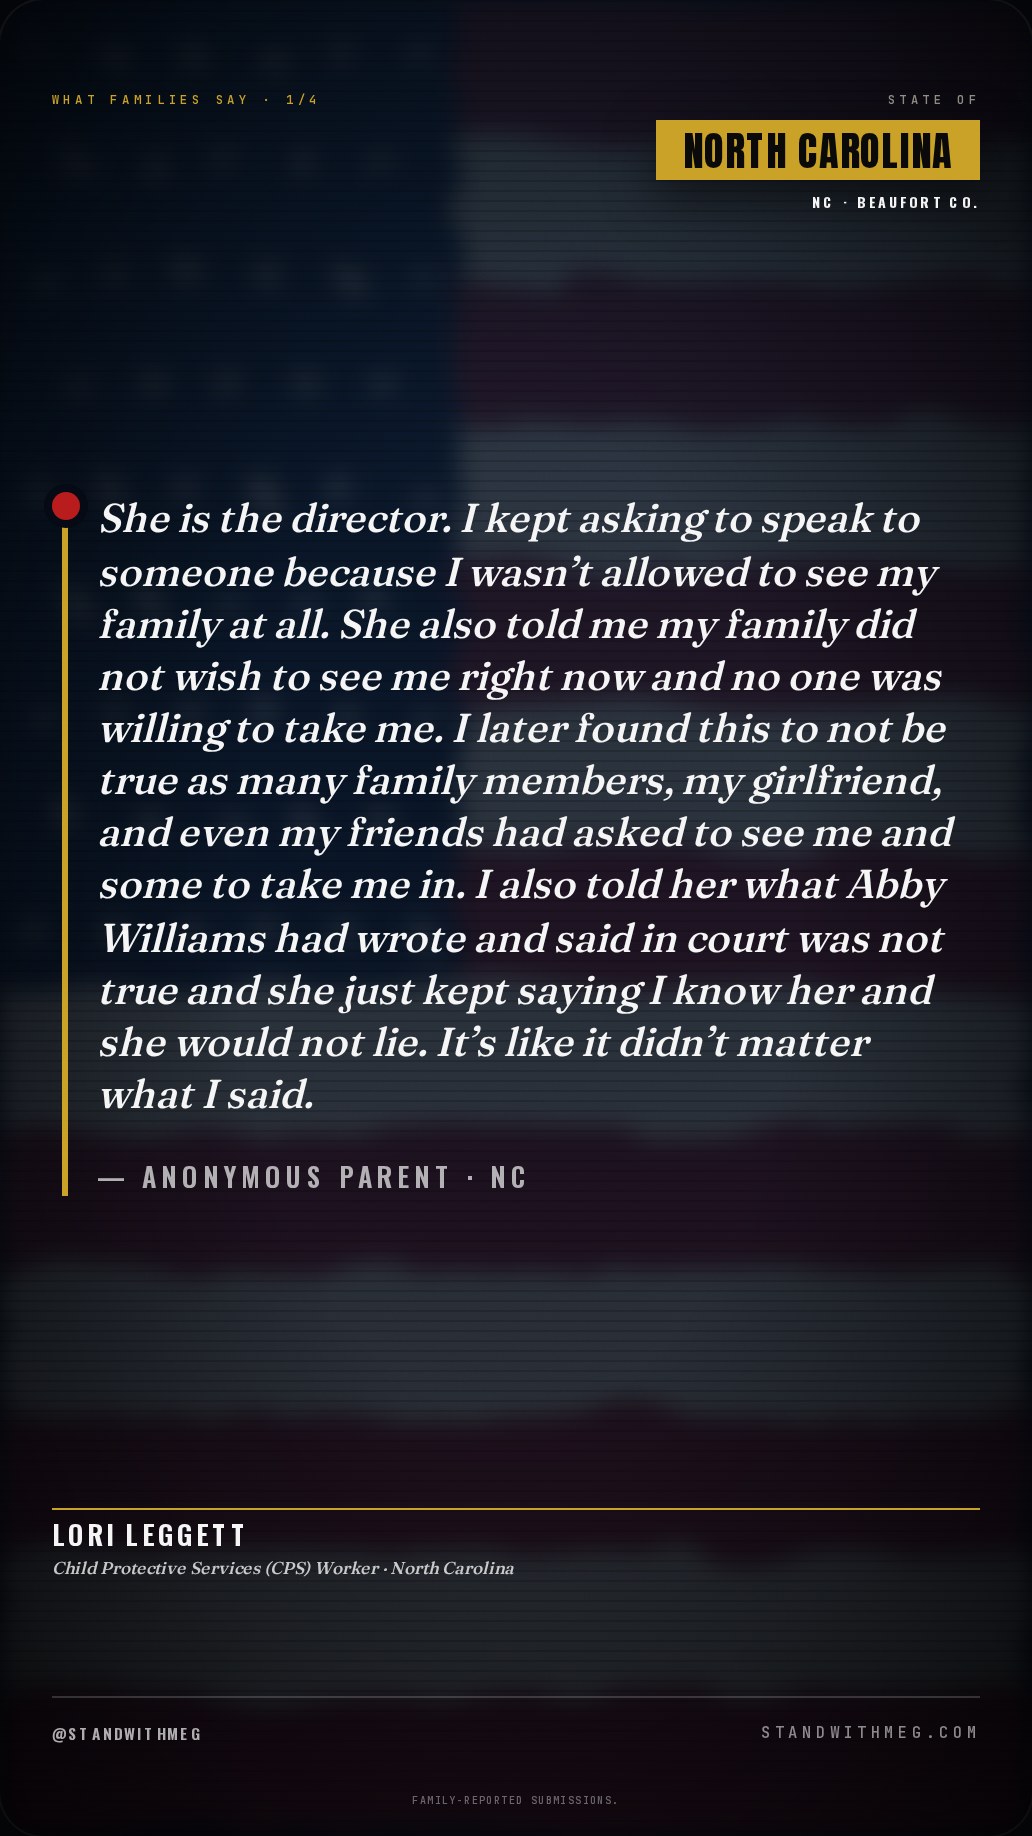 WHAT FAMILIES SAY · 1/4
STATE OF
NORTH CAROLINA
NC · BEAUFORT CO.
She is the director. I kept asking to speak to
someone because I wasn’t allowed to see my
family at all. She also told me my family did
not wish to see me right now and no one was
willing to take me. I later found this to not be
true as many family members, my girlfriend,
and even my friends had asked to see me and
some to take me in. I also told her what Abby
Williams had wrote and said in court was not
true and she just kept saying I know her and
she would not lie. It’s like it didn’t matter
what I said.
— ANONYMOUS PARENT · NC
LORI LEGGETT
Child Protective Services (CPS) Worker · North Carolina
@STANDWITHMEG
STANDWITHMEG.COM
FAMILY-REPORTED SUBMISSIONS.